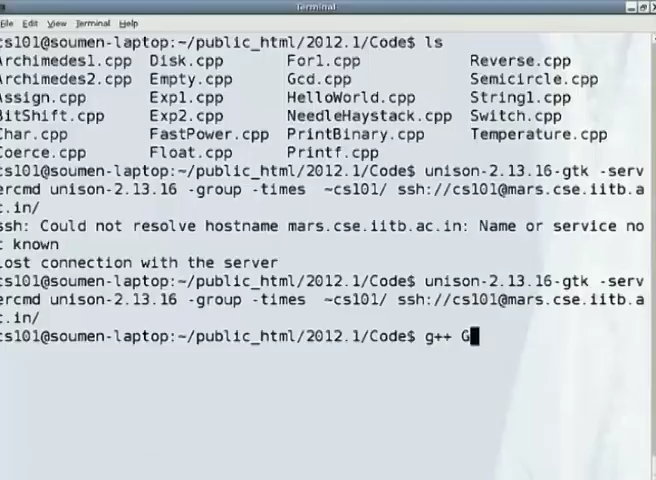 Terminal
File Edit View Terminal Help
cs101@soumen-laptop:~/public_html/2012.1/Code$ ls
Archimedes1.cpp Disk.cpp For1.cpp Reverse.cpp
Archimedes2.cpp Empty.cpp Gcd.cpp Semicircle.cpp
Assign.cpp Exp1.cpp HelloWorld.cpp String1.cpp
BitShift.cpp Exp2.cpp NeedleHaystack.cpp Switch.cpp
Char.cpp FastPower.cpp PrintBinary.cpp Temperature.cpp
Coerce.cpp Float.cpp Printf.cpp
cs101@soumen-laptop:~/public_html/2012.1/Code$ unison-2.13.16-gtk -serv
ercmd unison-2.13.16 -group -times ~cs101/ ssh://cs101@mars.cse.iitb.a
c.in/
ssh: Could not resolve hostname mars.cse.iitb.ac.in: Name or service no
t known
Lost connection with the server
cs101@soumen-laptop:~/public_html/2012.1/Code$ unison-2.13.16-gtk -serv
ercmd unison-2.13.16 -group -times ~cs101/ ssh://cs101@mars.cse.iitb.a
c.in/
cs101@soumen-laptop:~/public_html/2012.1/Code$ g++ G